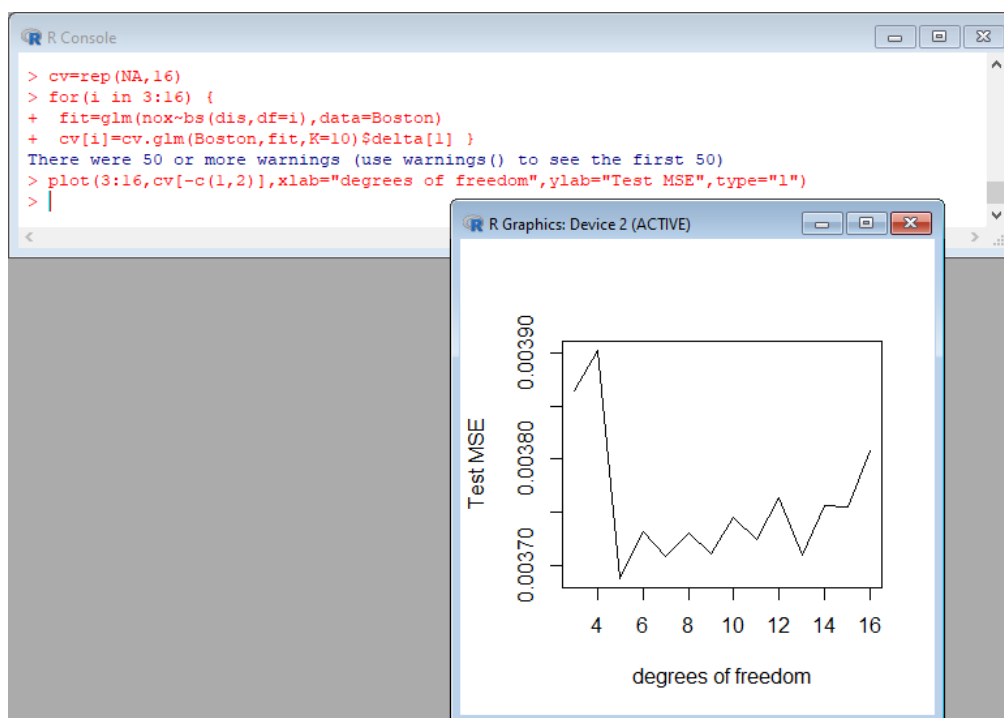 R Console
> cv=rep(NA,16)
> for(i in 3:16) {
+  fit=glm(nox~bs(dis,df=i),data=Boston)
+  cv[i]=cv.glm(Boston,fit,K=10)$delta[1] }
There were 50 or more warnings (use warnings() to see the first 50)
> plot(3:16,cv[-c(1,2)],xlab="degrees of freedom",ylab="Test MSE",type="l")
>
R Graphics: Device 2 (ACTIVE)
0.00390
0.00380
0.00370
Test MSE
4 6 8 10 12 14 16
degrees of freedom